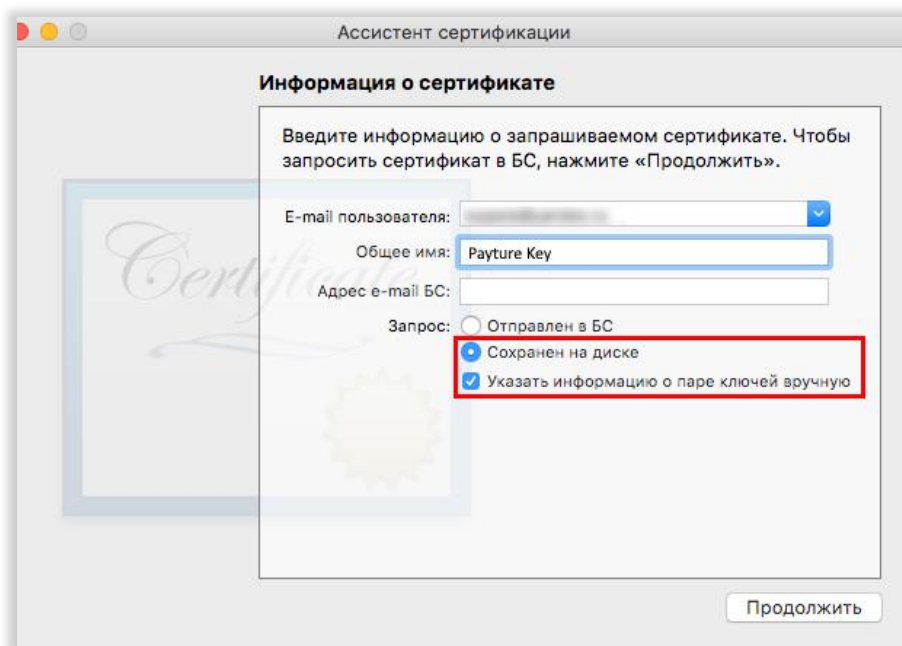 Ассистент сертификации
Информация о сертификате
Введите информацию о запрашиваемом сертификате. Чтобы
запросить сертификат в БС, нажмите «Продолжить».
E-mail пользователя:
Общее имя: Payture Key
Адрес e-mail БС:
Запрос: Отправлен в БС
Сохранен на диске
Указать информацию о паре ключей вручную
Certificate
Продолжить